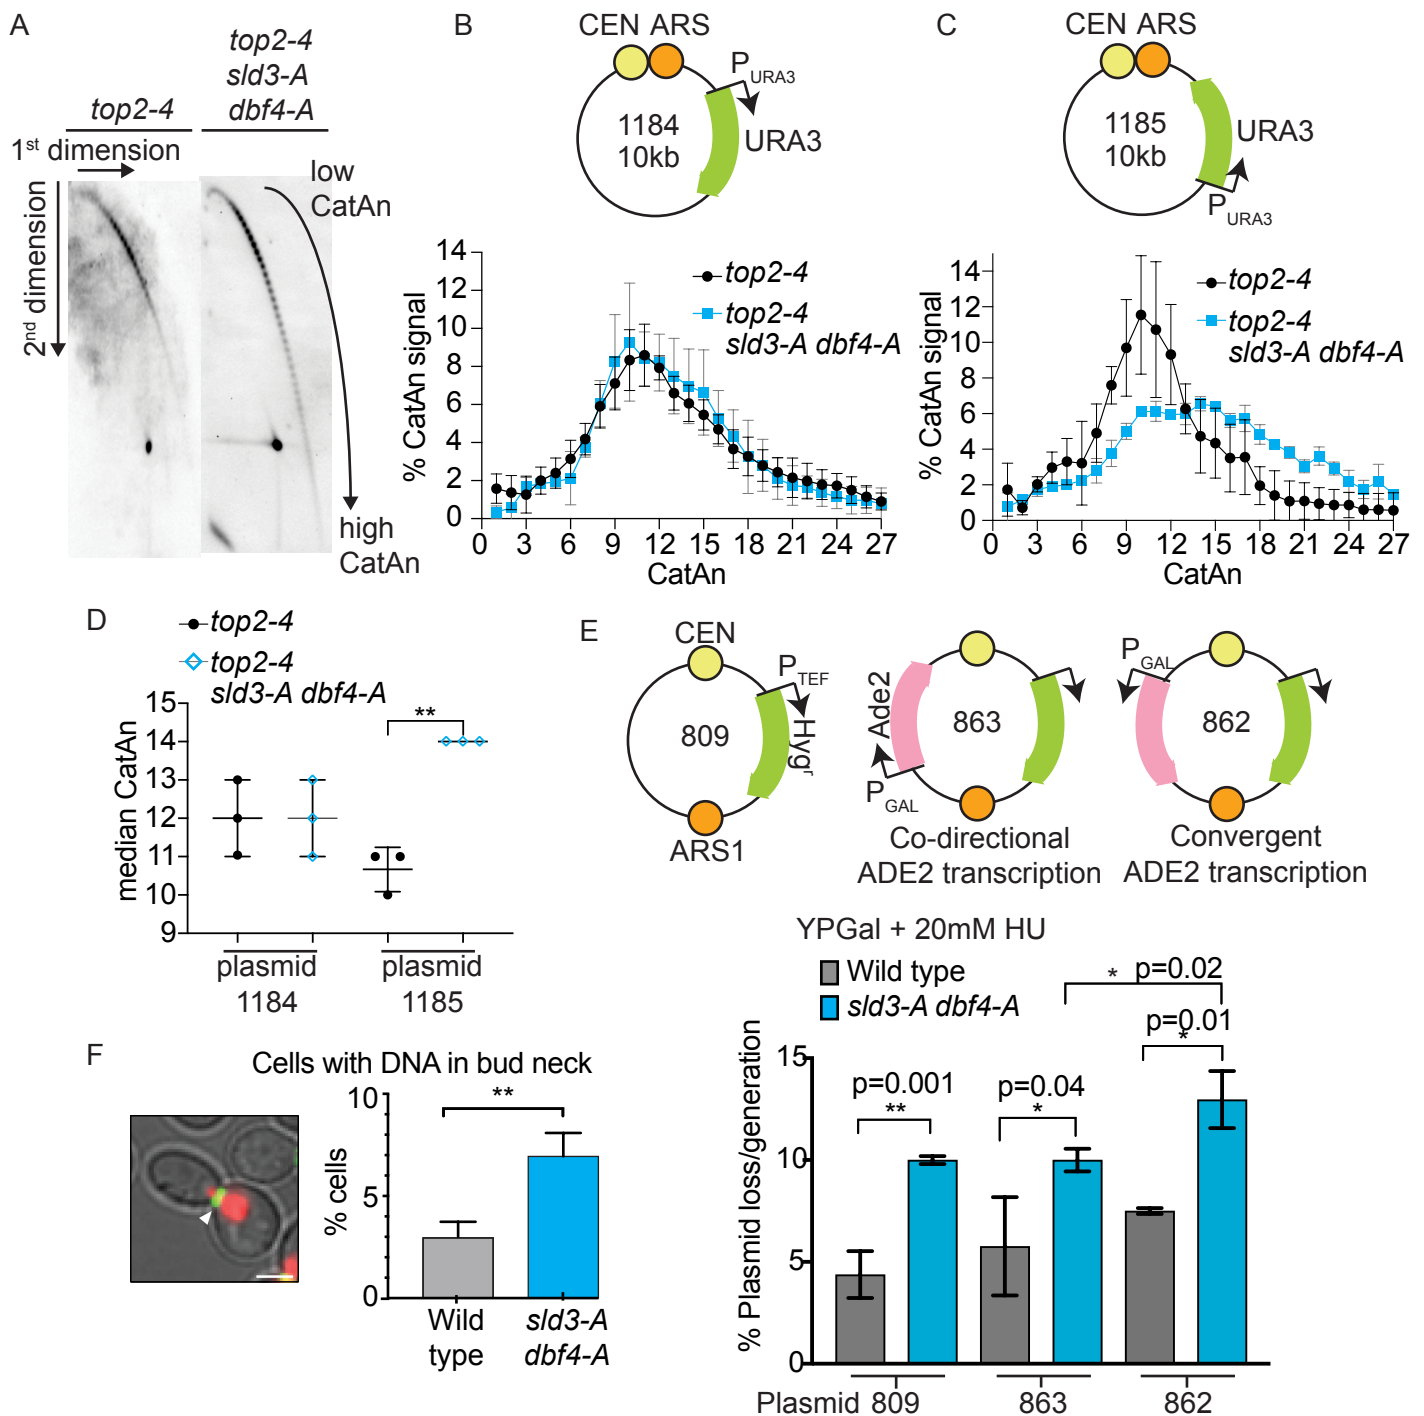 A
top2-4
top2-4
sld3-A
dbf4-A
1st dimension
2nd dimension
low
CatAn
high
CatAn
B
CEN ARS
PURA3
1184
10kb
URA3
% CatAn signal
14
12
10
8
6
4
2
0
top2-4
top2-4
sld3-A dbf4-A
0 3 6 9 12 15 18 21 24 27
CatAn
C
CEN ARS
1185
10kb
URA3
PURA3
% CatAn signal
14
12
10
8
6
4
2
0
top2-4
top2-4
sld3-A dbf4-A
0 3 6 9 12 15 18 21 24 27
CatAn
D
top2-4
top2-4
sld3-A dbf4-A
median CatAn
15
14
13
12
11
10
9
**
plasmid
1184
plasmid
1185
E
CEN
PTEF
809
Hygr
ARS1
Ade2
863
PGAL
Co-directional
ADE2 transcription
PGAL
862
Convergent
ADE2 transcription
YPGal + 20mM HU
Wild type
sld3-A dbf4-A
% Plasmid loss/generation
15
10
5
0
p=0.001
**
p=0.04
*
* p=0.02
p=0.01
*
Plasmid 809 863 862
F
Cells with DNA in bud neck
% cells
10
5
0
**
Wild
type
sld3-A
dbf4-A